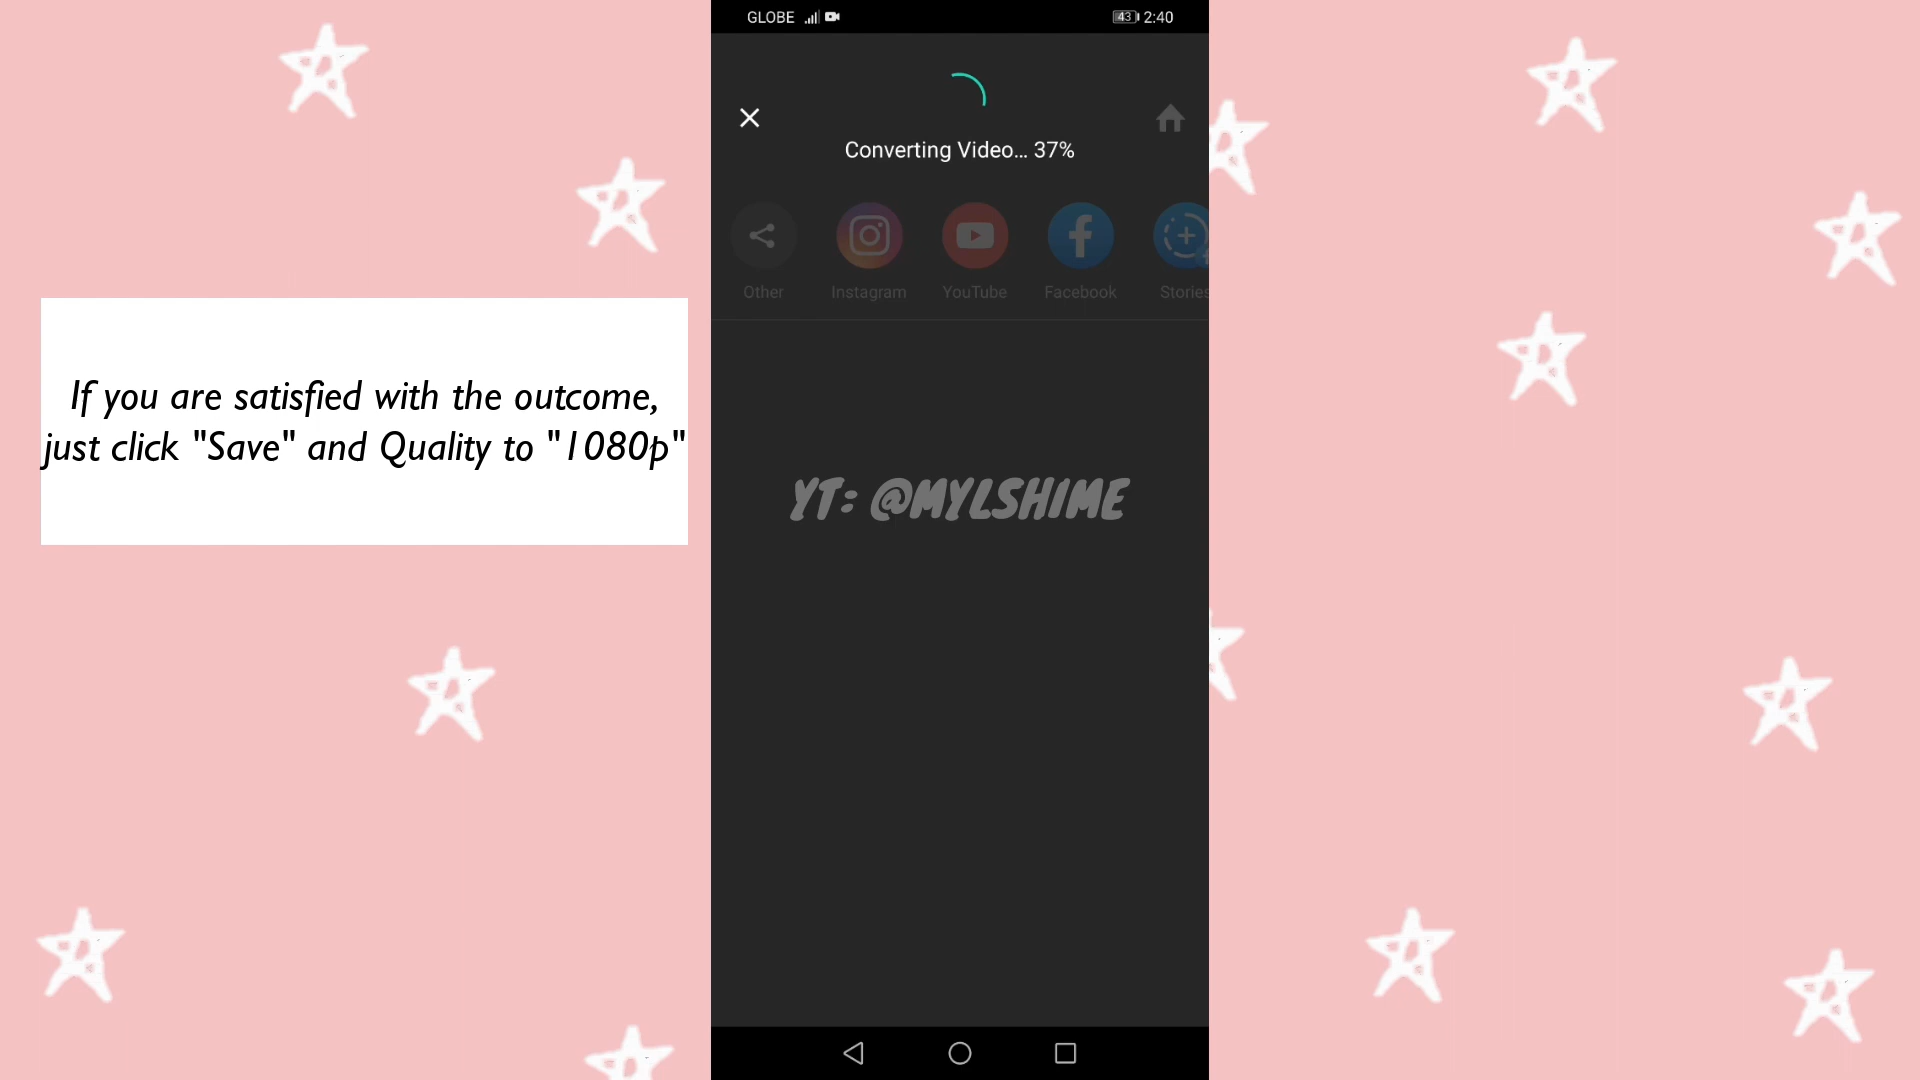 GLOBE 43 2:40
Converting Video... 37%
Other Instagram YouTube Facebook Stories
If you are satisfied with the outcome,
just click "Save" and Quality to "1080p"
YT: @MYLSHIME